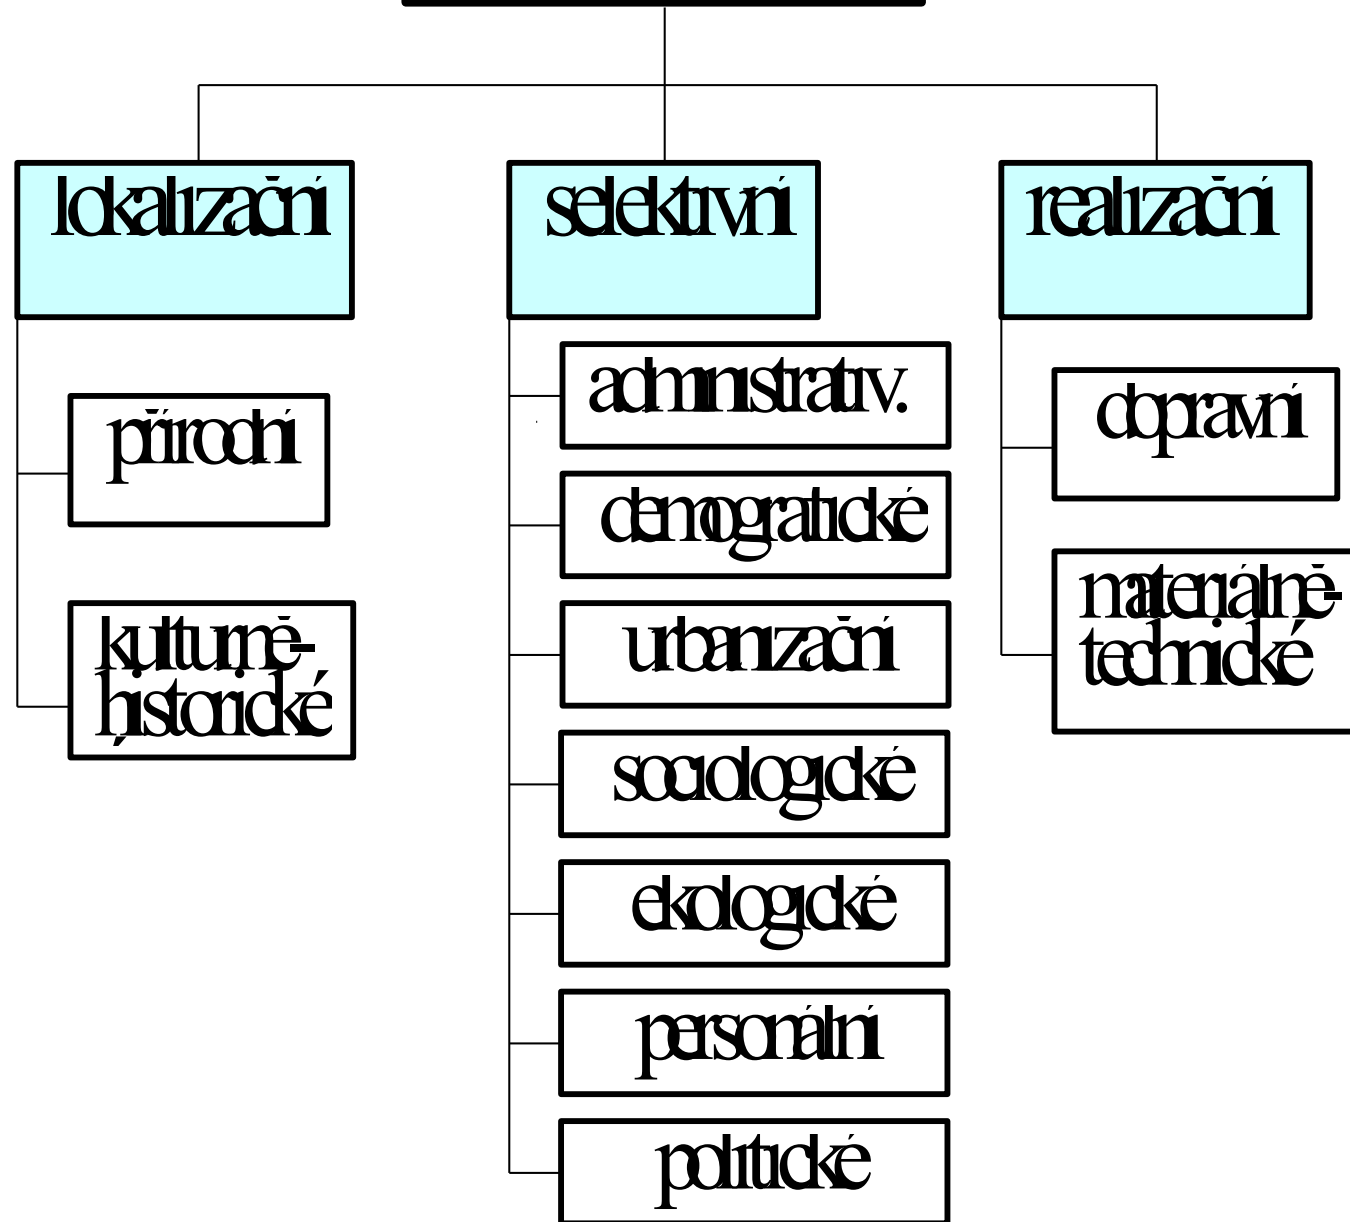 lokalizační
selektivní
realizační
přírodní
kulturně-
historické
administrativ.
demografické
urbanizační
sociologické
ekologické
personální
politické
dopravní
materiálně-
technické